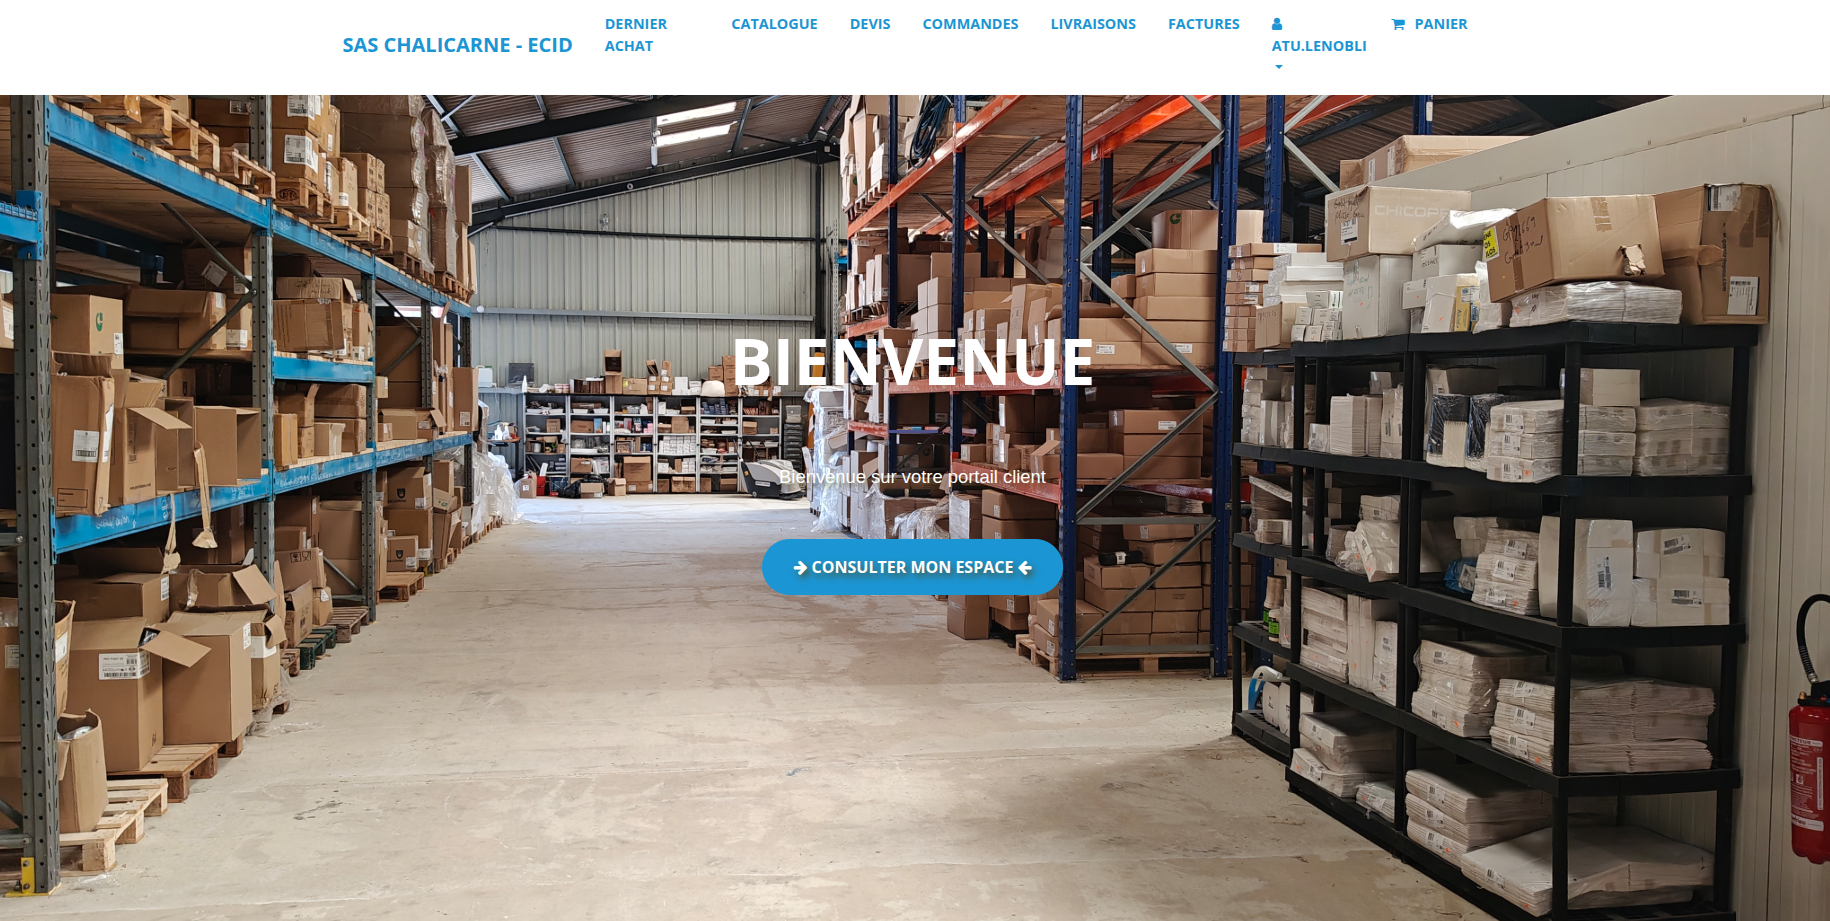 SAS CHALICARNE - ECID
DERNIER
ACHAT
CATALOGUE
DEVIS
COMMANDES
LIVRAISONS
FACTURES
ATU.LENOBLI
PANIER
CHICOPE
BIENVENUE
Bienvenue sur votre portail client
CONSULTER MON ESPACE